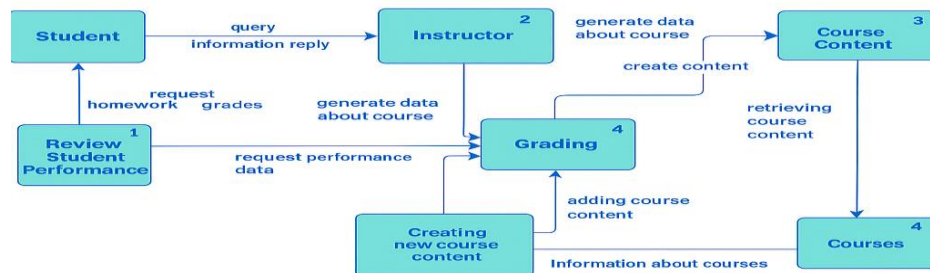 Student
query
information reply
2
Instructor
generate data
about course
create content
3
Course
Content
request
homework grades
generate data
about course
retrieving
course
content
1
Review
Student
Performance
request performance
data
4
Grading
adding course
content
Creating
new course
content
Information about courses
4
Courses